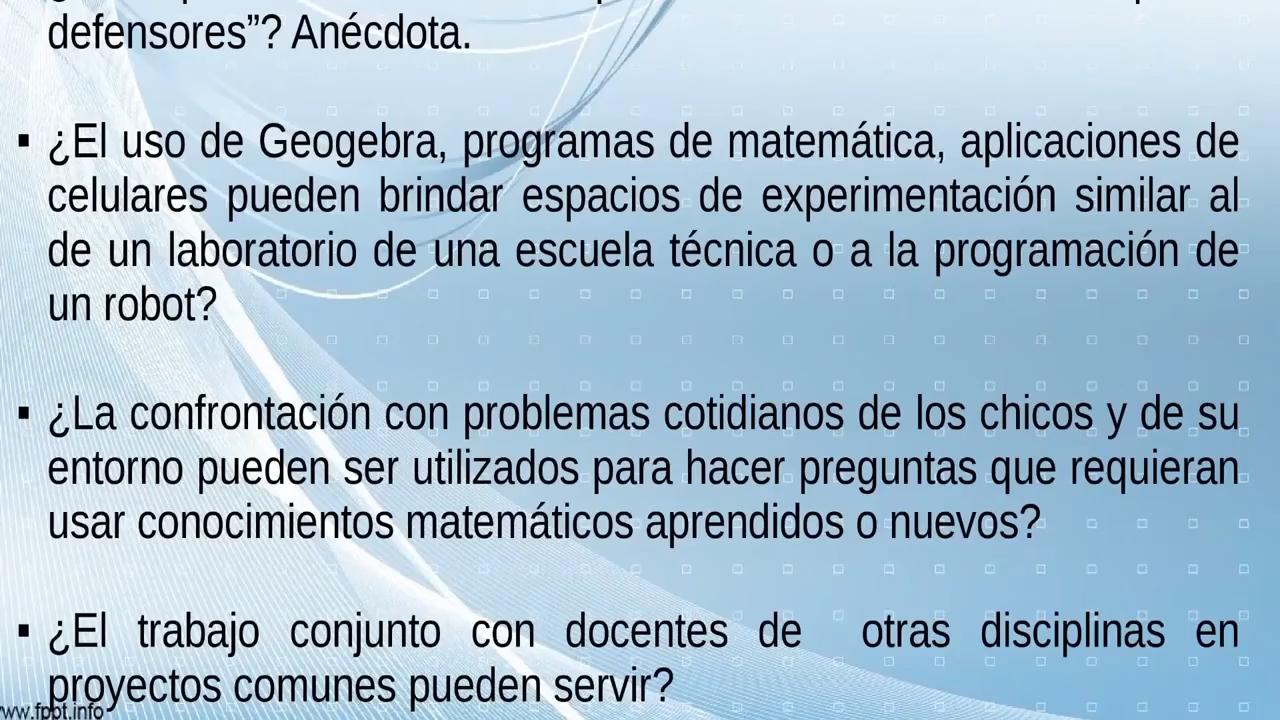 defensores”? Anécdota.
▪ ¿El uso de Geogebra, programas de matemática, aplicaciones de
celulares pueden brindar espacios de experimentación similar al
de un laboratorio de una escuela técnica o a la programación de
un robot?
▪ ¿La confrontación con problemas cotidianos de los chicos y de su
entorno pueden ser utilizados para hacer preguntas que requieran
usar conocimientos matemáticos aprendidos o nuevos?
▪ ¿El trabajo conjunto con docentes de otras disciplinas en
proyectos comunes pueden servir?
www.fppt.info